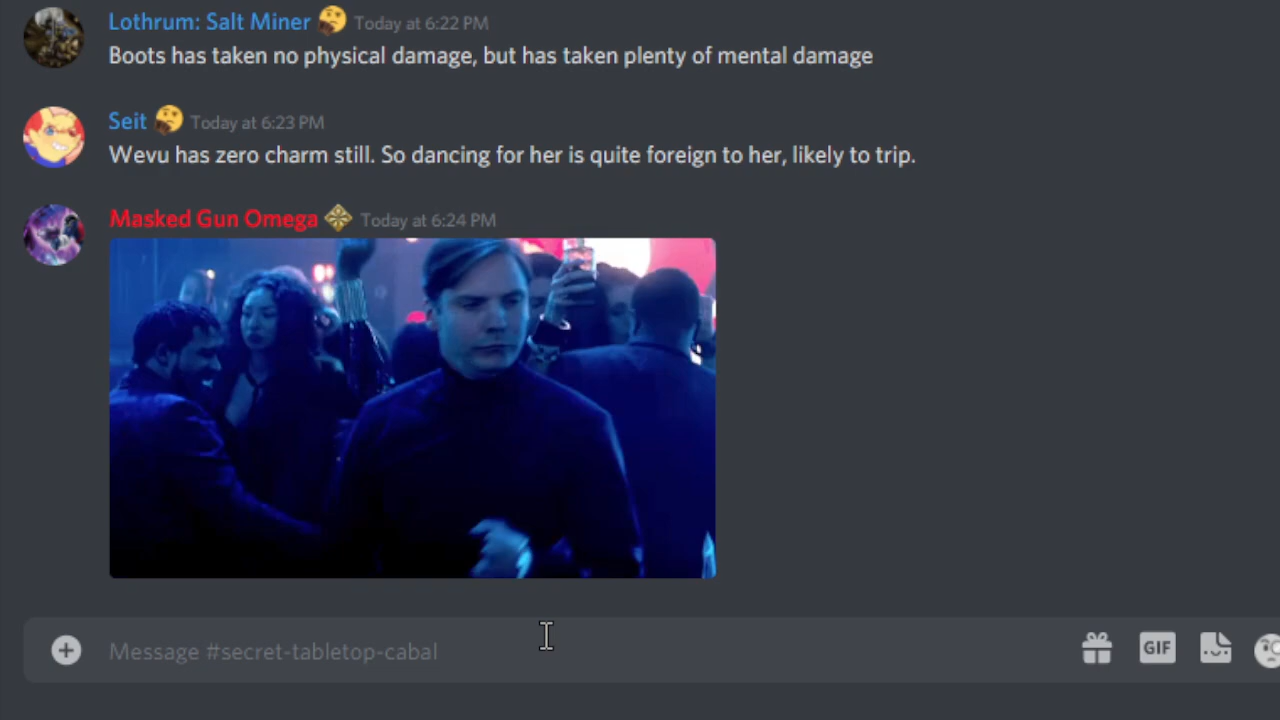 Lothrum: Salt Miner 🤔 Today at 6:22 PM
Boots has taken no physical damage, but has taken plenty of mental damage
Seit 🤔 Today at 6:23 PM
Wevu has zero charm still. So dancing for her is quite foreign to her, likely to trip.
Masked Gun Omega Today at 6:24 PM
Message #secret-tabletop-cabal
GIF